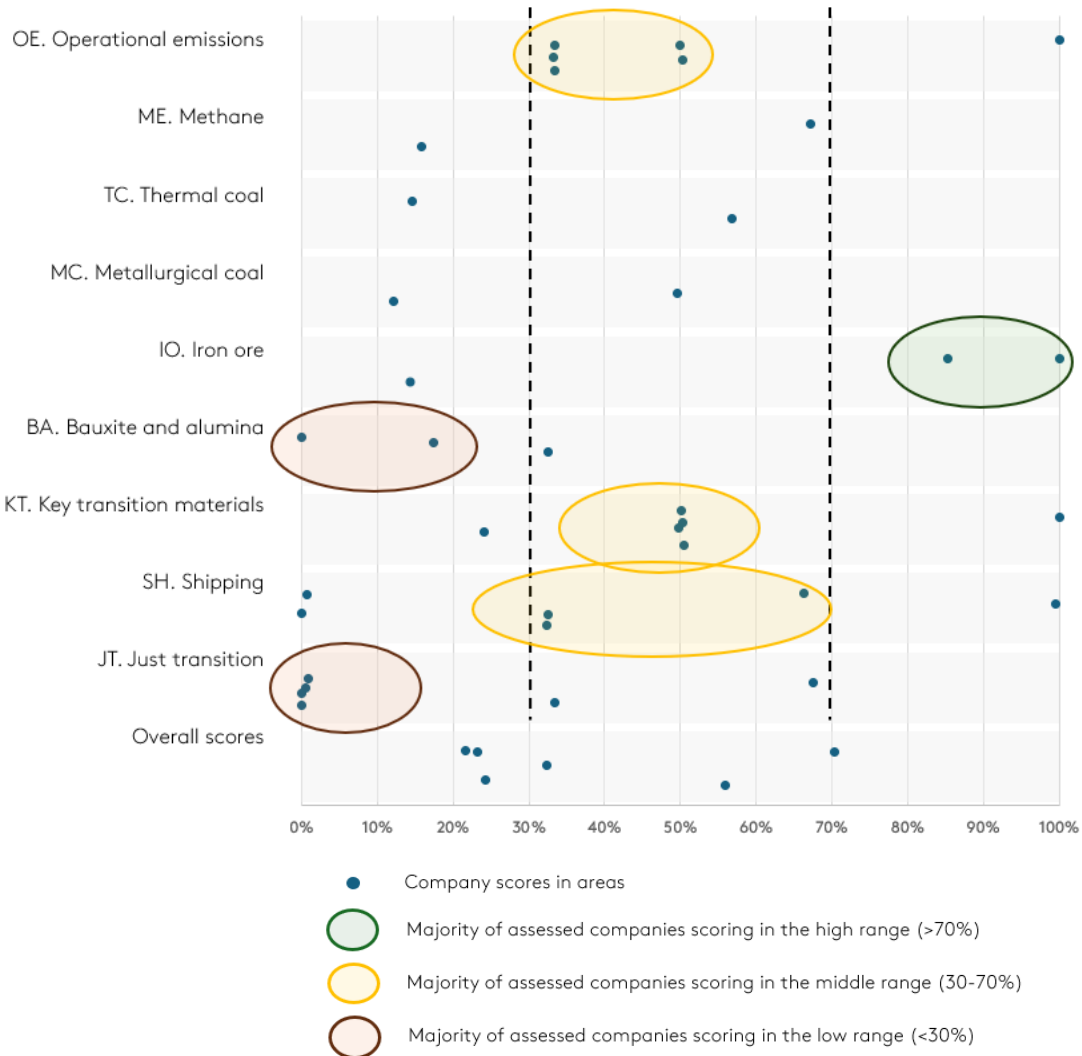 OE. Operational emissions
ME. Methane
TC. Thermal coal
MC. Metallurgical coal
IO. Iron ore
BA. Bauxite and alumina
KT. Key transition materials
SH. Shipping
JT. Just transition
Overall scores
0% 10% 20% 30% 40% 50% 60% 70% 80% 90% 100%
Company scores in areas
Majority of assessed companies scoring in the high range (>70%)
Majority of assessed companies scoring in the middle range (30-70%)
Majority of assessed companies scoring in the low range (<30%)